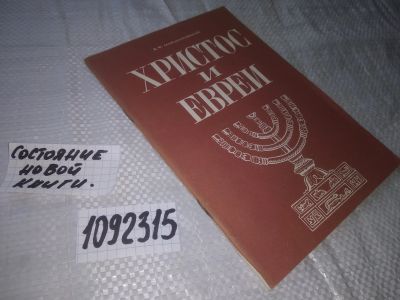 ХРИСТОС
И
ЕВРЕИ
СОСТОЯНИЕ
НОВОЙ
КНИГИ.
1092315